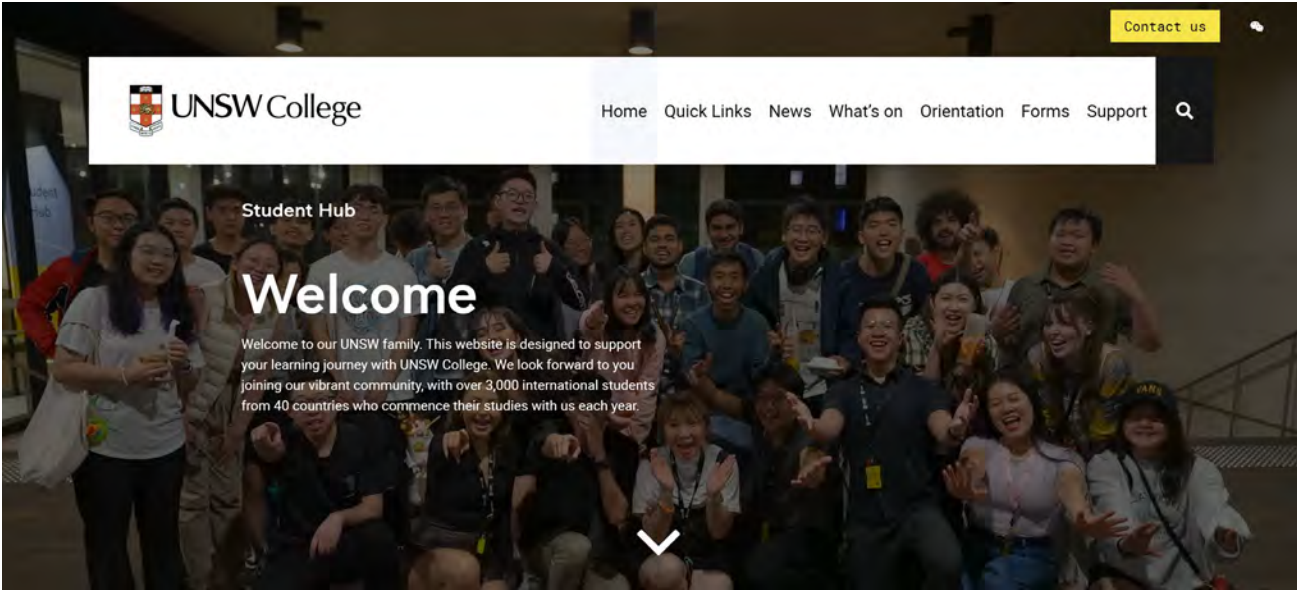 Contact us
UNSW College
Home Quick Links News What's on Orientation Forms Support
Student Hub
Welcome
Welcome to our UNSW family. This website is designed to support
your learning journey with UNSW College. We look forward to you
joining our vibrant community, with over 3,000 international students
from 40 countries who commence their studies with us each year.